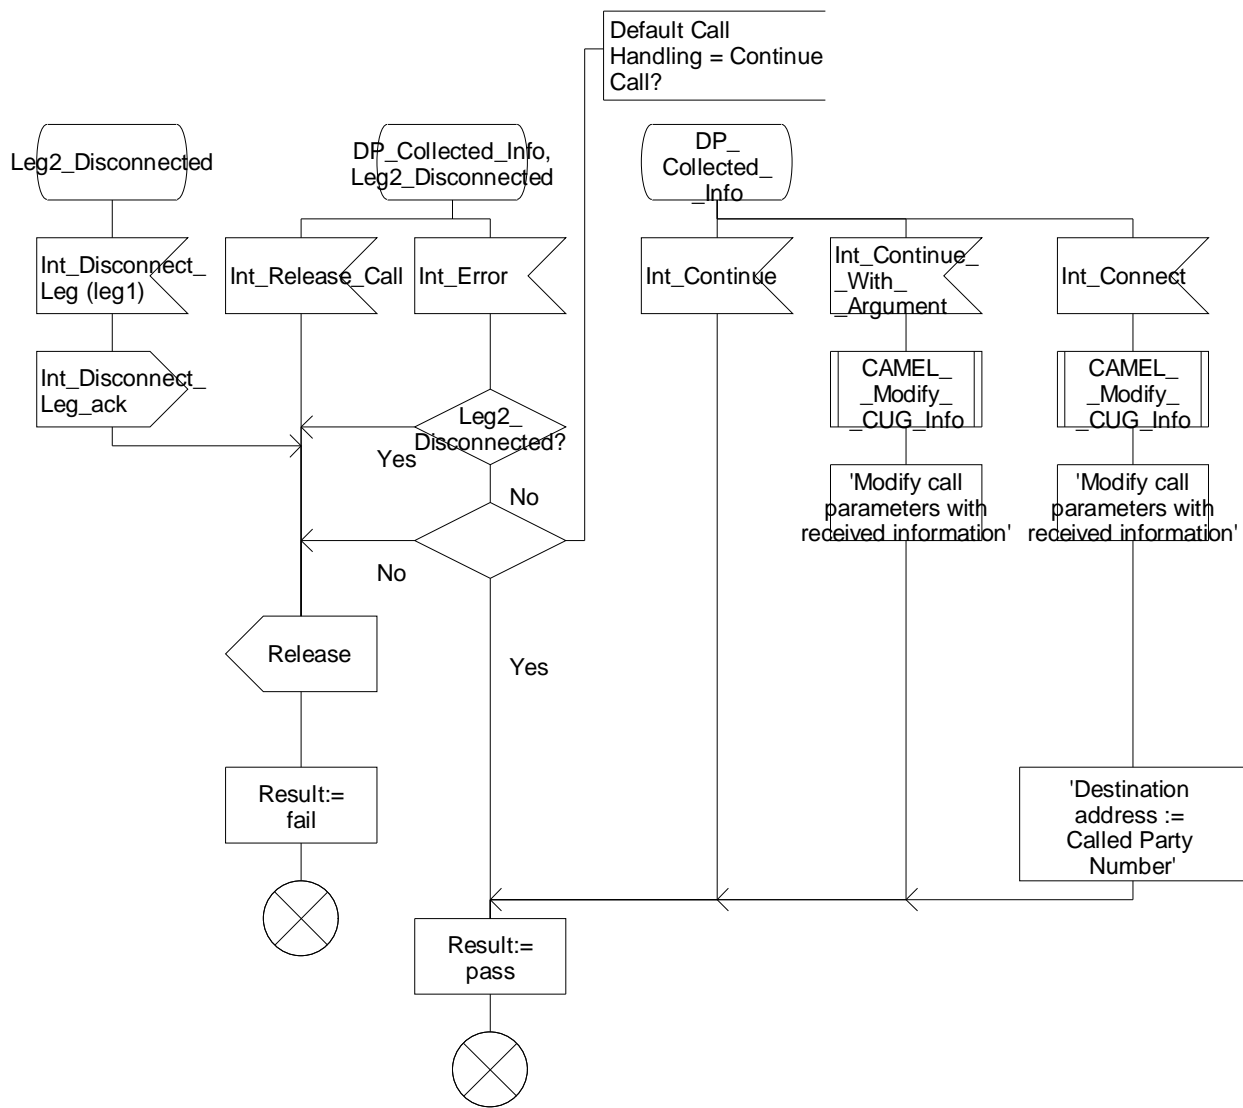 Default Call
Handling = Continue
Call?
Leg2_Disconnected
DP_Collected_Info,
Leg2_Disconnected
DP_
Collected_
_Info
Int_Disconnect_
Leg (leg1)
Int_Release_Call
Int_Error
Int_Continue
Int_Continue_
_With_
_Argument
Int_Connect
Int_Disconnect_
Leg_ack
Leg2_
Disconnected?
CAMEL_
_Modify_
_CUG_Info
CAMEL_
_Modify_
_CUG_Info
Yes
No
'Modify call
parameters with
received information'
'Modify call
parameters with
received information'
No
Release
Yes
Result:=
fail
'Destination
address :=
Called Party
Number'
Result:=
pass